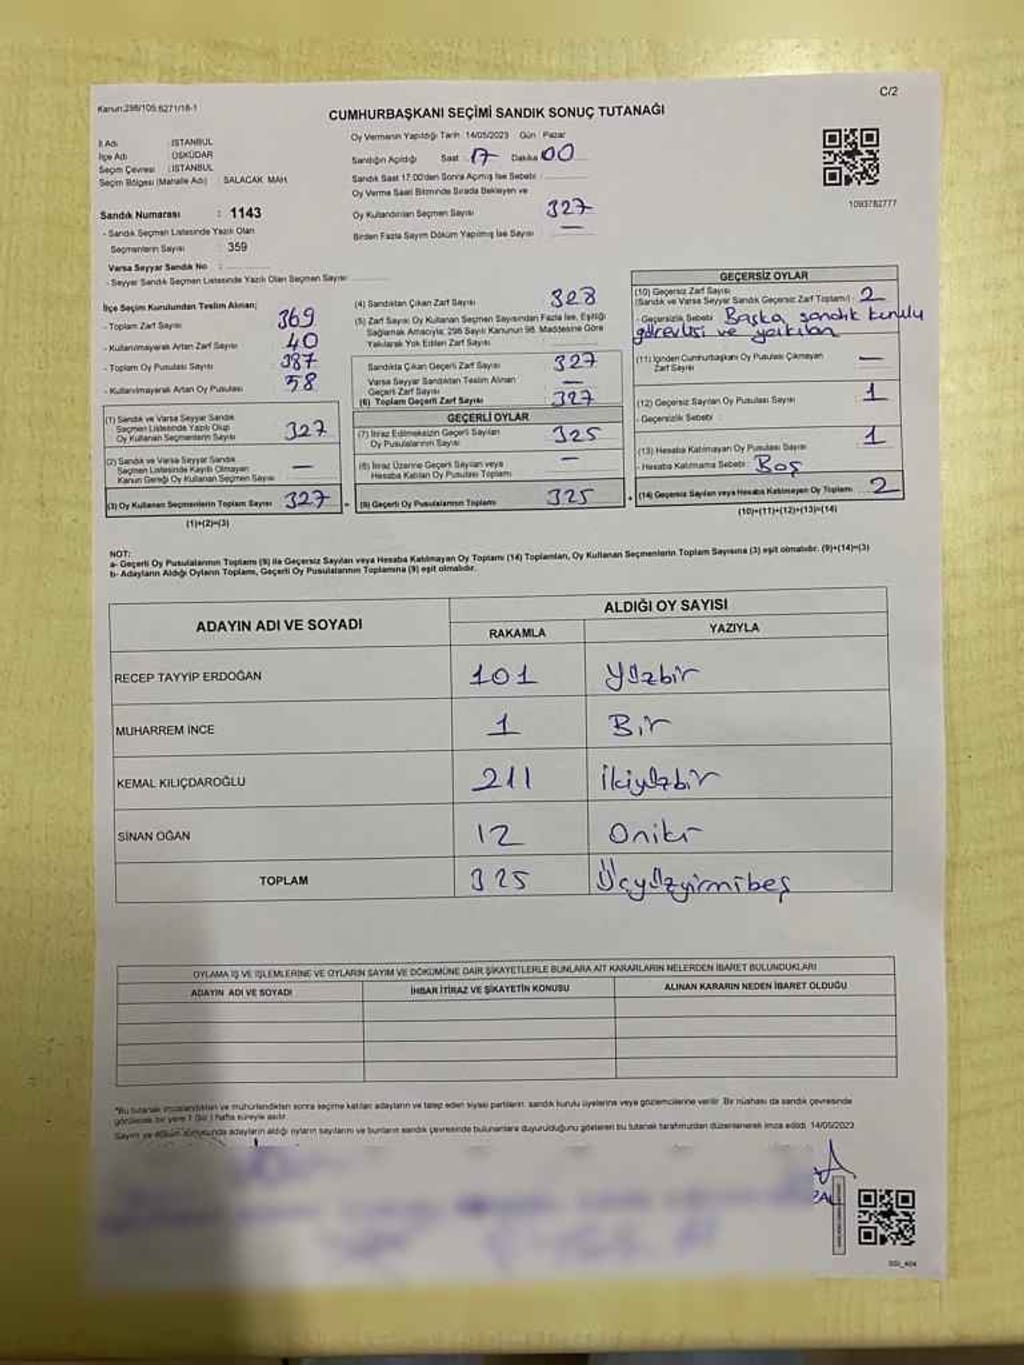 C/2
Kanun:298/105;6271/18-1
CUMHURBAŞKANI SEÇİMİ SANDIK SONUÇ TUTANAĞI
İl Adı : İSTANBUL
İlçe Adı : ÜSKÜDAR
Seçim Çevresi : İSTANBUL
Seçim Bölgesi (Mahalle Adı) : SALACAK MAH.
Oy Vermenin Yapıldığı Tarih: 14/05/2023 Gün : Pazar
Sandığın Açıldığı Saat : 17 Dakika: 00
Sandık Saat 17:00'den Sonra Açılmış İse Sebebi :
Oy Verme Saati Bitiminde Sırada Bekleyen ve
Oy Kullandırılan Seçmen Sayısı 327
Birden Fazla Sayım Döküm Yapılmış İse Sayısı —
1093782777
Sandık Numarası : 1143
- Sandık Seçmen Listesinde Yazılı Olan
Seçmenlerin Sayısı : 359
Varsa Seyyar Sandık No :
- Seyyar Sandık Seçmen Listesinde Yazılı Olan Seçmen Sayısı:
İlçe Seçim Kurulundan Teslim Alınan;
- Toplam Zarf Sayısı 369
- Kullanılmayarak Artan Zarf Sayısı 40
- Toplam Oy Pusulası Sayısı 387
- Kullanılmayarak Artan Oy Pusulası 58
(1) Sandık ve Varsa Seyyar Sandık
Seçmen Listesinde Yazılı Olup
Oy Kullanan Seçmenlerin Sayısı 327
(2) Sandık ve Varsa Seyyar Sandık
Seçmen Listesinde Kayıtlı Olmayan
Kanun Gereği Oy Kullanan Seçmen Sayısı —
(3) Oy Kullanan Seçmenlerin Toplam Sayısı 327
(1)+(2)=(3)
(4) Sandıktan Çıkan Zarf Sayısı 328
(5) Zarf Sayısı Oy Kullanan Seçmen Sayısından Fazla İse, Eşitliği
Sağlamak Amacıyla; 298 Sayılı Kanunun 98. Maddesine Göre
Yakılarak Yok Edilen Zarf Sayısı
Sandıkta Çıkan Geçerli Zarf Sayısı 327
Varsa Seyyar Sandıktan Teslim Alınan
Geçerli Zarf Sayısı —
(6) Toplam Geçerli Zarf Sayısı 327
GEÇERLİ OYLAR
(7) İtiraz Edilmeksizin Geçerli Sayılan
Oy Pusulalarının Sayısı 325
(8) İtiraz Üzerine Geçerli Sayılan veya
Hesaba Katılan Oy Pusulası Toplamı —
(9) Geçerli Oy Pusulalarının Toplamı 325
GEÇERSİZ OYLAR
(10) Geçersiz Zarf Sayısı
(Sandık ve Varsa Seyyar Sandık Geçersiz Zarf Toplamı) : 2
- Geçersizlik Sebebi: Başka sandık kurulu
görevlisi ve yakılan
(11) İçinden Cumhurbaşkanı Oy Pusulası Çıkmayan
Zarf Sayısı —
(12) Geçersiz Sayılan Oy Pusulası Sayısı 1
- Geçersizlik Sebebi :
(13) Hesaba Katılmayan Oy Pusulası Sayısı 1
- Hesaba Katılmama Sebebi: Boş
(14) Geçersiz Sayılan veya Hesaba Katılmayan Oy Toplamı 2
(10)+(11)+(12)+(13)=(14)
NOT:
a- Geçerli Oy Pusulalarının Toplamı (9) ile Geçersiz Sayılan veya Hesaba Katılmayan Oy Toplamı (14) Toplamları, Oy Kullanan Seçmenlerin Toplam Sayısına (3) eşit olmalıdır. (9)+(14)=(3)
b- Adayların Aldığı Oyların Toplamı, Geçerli Oy Pusulalarının Toplamına (9) eşit olmalıdır.
ADAYIN ADI VE SOYADI
ALDIĞI OY SAYISI
RAKAMLA YAZIYLA
RECEP TAYYİP ERDOĞAN 101 Yüzbir
MUHARREM İNCE 1 Bir
KEMAL KILIÇDAROĞLU 211 İkiyüzbir
SİNAN OĞAN 12 Oniki
TOPLAM 325 Üçyüzyirmibeş
OYLAMA İŞ VE İŞLEMLERİNE VE OYLARIN SAYIM VE DÖKÜMÜNE DAİR ŞİKAYETLERLE BUNLARA AİT KARARLARIN NELERDEN İBARET BULUNDUKLARI
ADAYIN ADI VE SOYADI İHBAR İTİRAZ VE ŞİKAYETİN KONUSU ALINAN KARARIN NEDEN İBARET OLDUĞU
*Bu tutanak imzalandıktan ve mühürlendikten sonra seçime katılan adayların ve talep eden siyasi partilerin, sandık kurulu üyelerine veya gözlemcilerine verilir. Bir nüshası da sandık çevresinde
görülecek bir yere 1 (bir) hafta süreyle asılır.
Sayım ve döküm sonucunda adayların aldığı oyların sayılarını ve bunların sandık çevresinde bulunanlara duyurulduğunu gösteren bu tutanak tarafımızdan düzenlenerek imza edildi. 14/05/2023